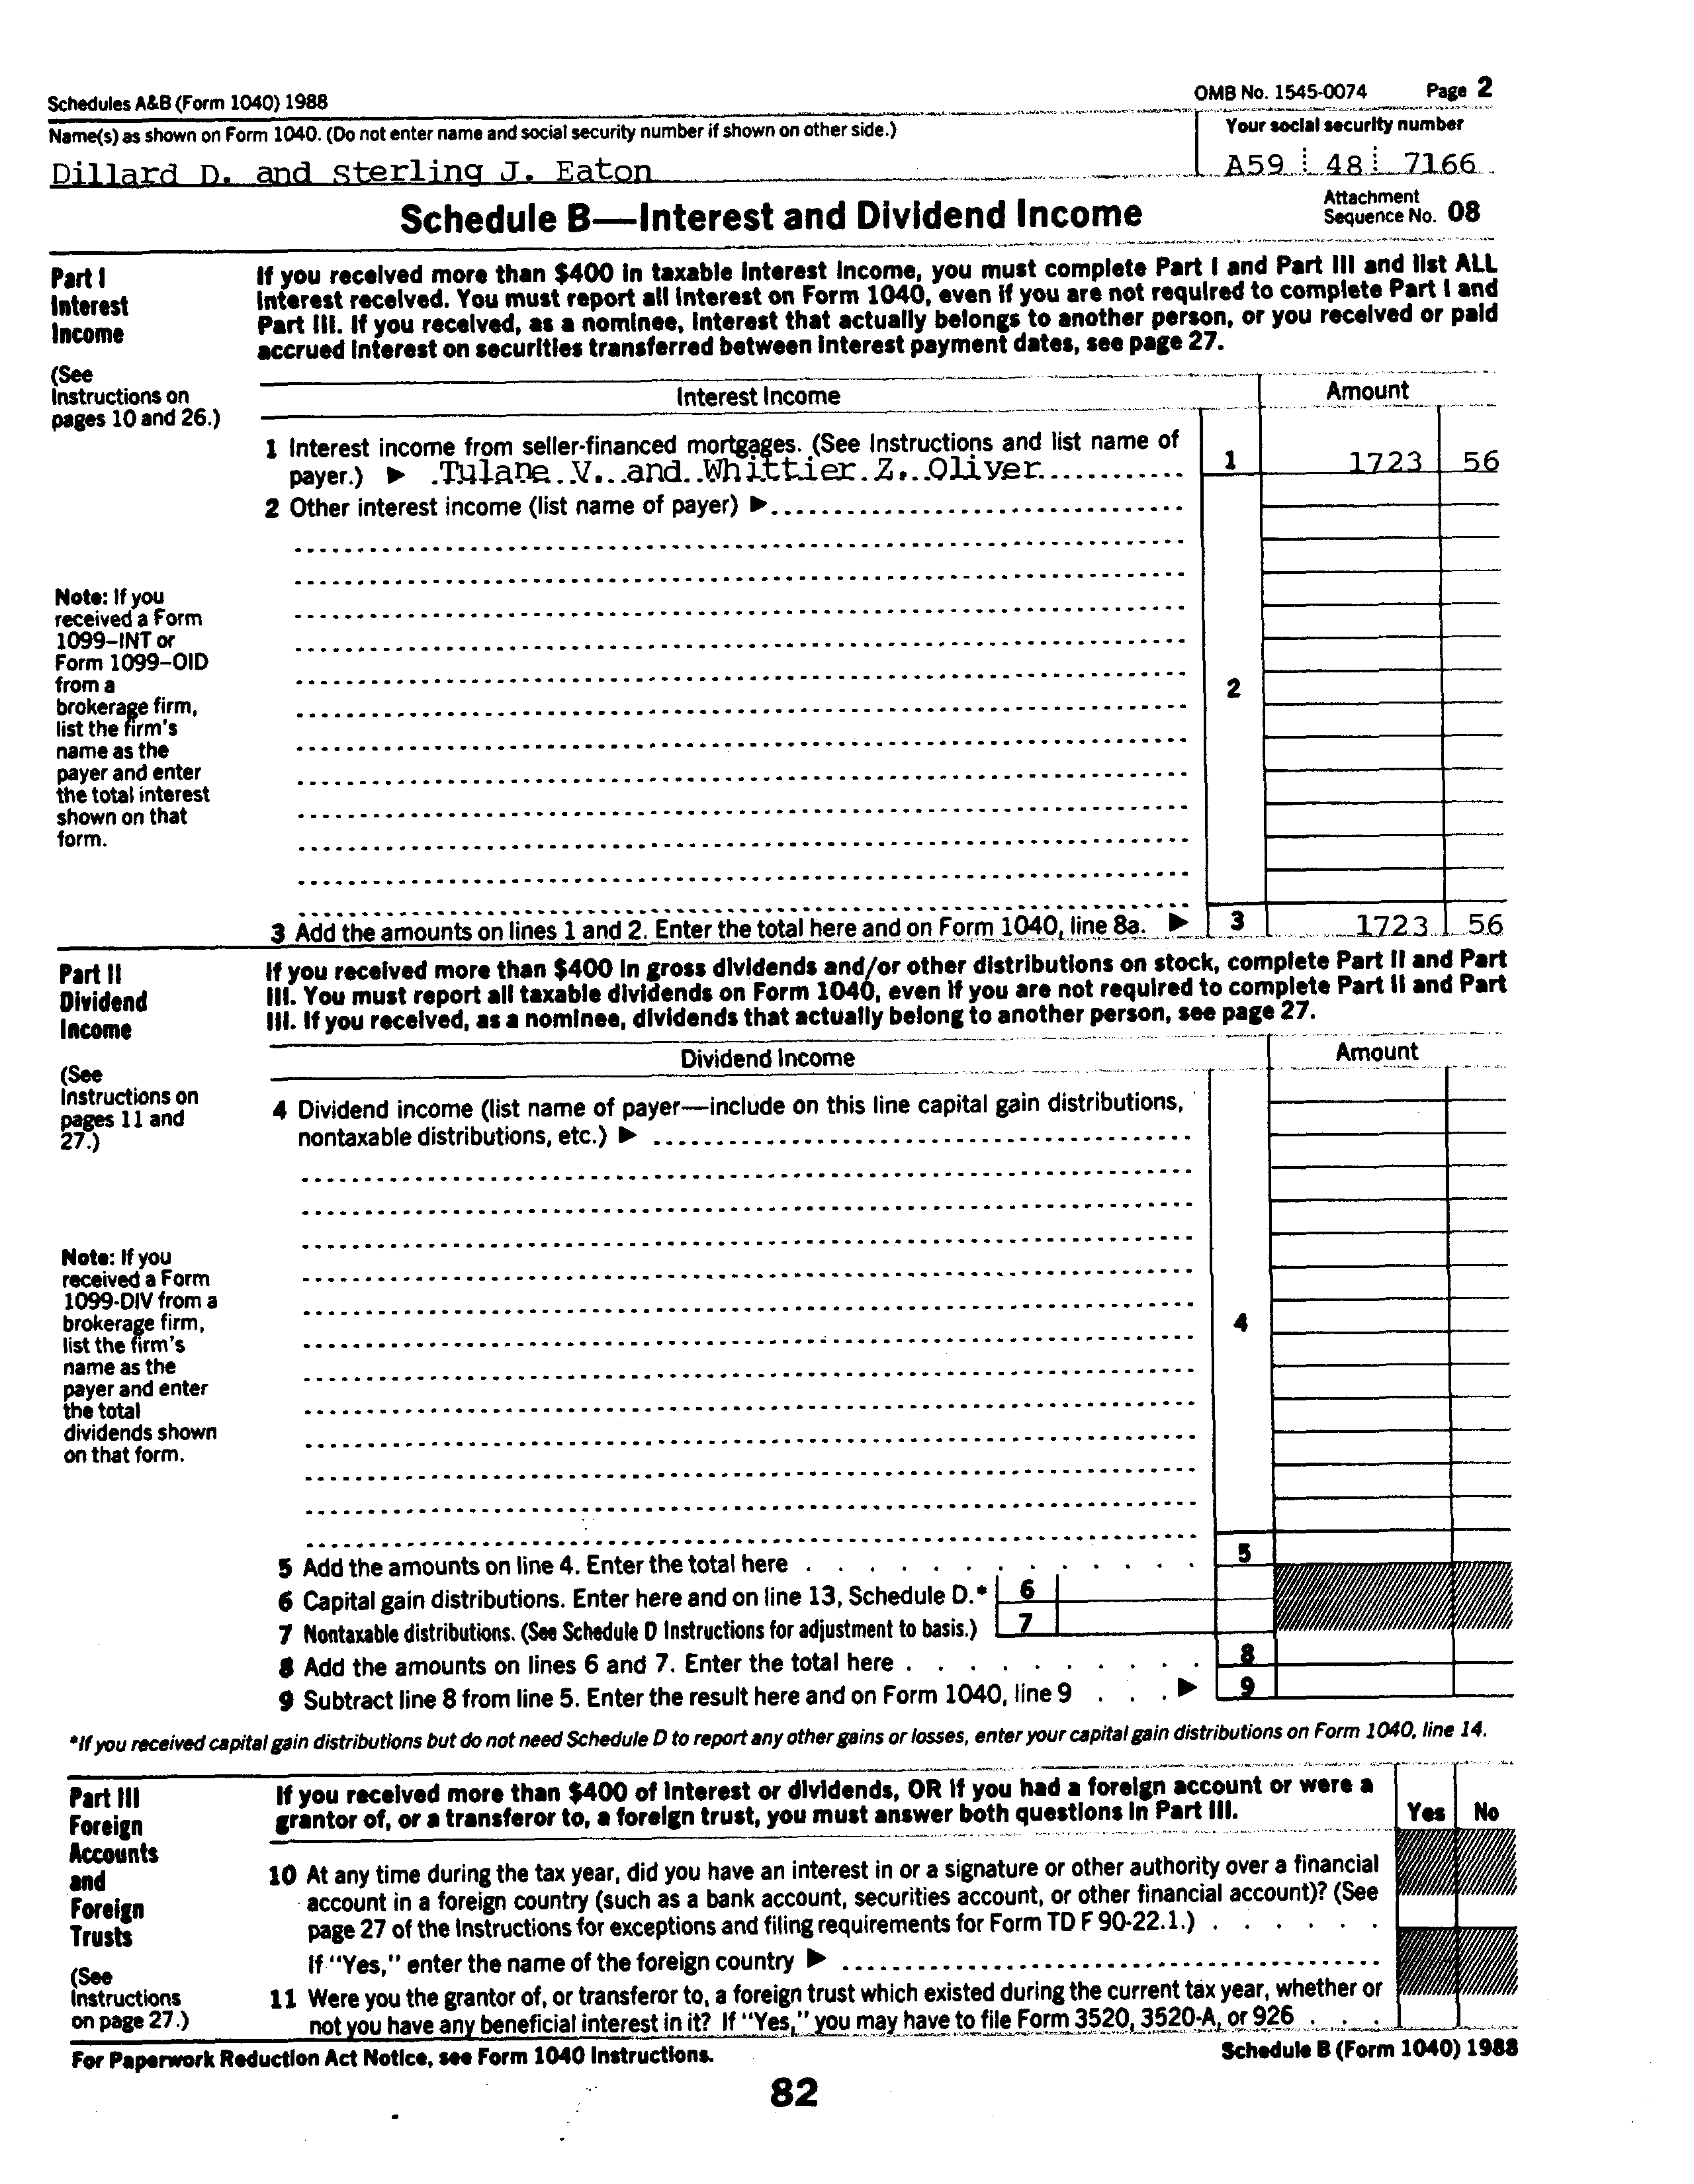 Schedules A&B (Form 1040) 1988
OMB No. 1545-0074 Page 2
Name(s) as shown on Form 1040. (Do not enter name and social security number if shown on other side.)
Your social security number
Dillard D. and Sterling J. Eaton
A59 48 7166
Schedule B—Interest and Dividend Income
Attachment
Sequence No. 08
Part I
Interest
Income
(See
Instructions on
pages 10 and 26.)
If you received more than $400 in taxable interest income, you must complete Part I and Part III and list ALL
interest received. You must report all interest on Form 1040, even if you are not required to complete Part I and
Part III. If you received, as a nominee, interest that actually belongs to another person, or you received or paid
accrued interest on securities transferred between interest payment dates, see page 27.
Interest Income
Amount
1 Interest income from seller-financed mortgages. (See Instructions and list name of
payer.) ▶ Tulane V. and Whittier Z. Oliver
1 1723 56
2 Other interest income (list name of payer) ▶
Note: If you
received a Form
1099–INT or
Form 1099–OID
from a
brokerage firm,
list the firm's
name as the
payer and enter
the total interest
shown on that
form.
2
3 Add the amounts on lines 1 and 2. Enter the total here and on Form 1040, line 8a. ▶ 3 1723 56
Part II
Dividend
Income
(See
Instructions on
pages 11 and
27.)
If you received more than $400 in gross dividends and/or other distributions on stock, complete Part II and Part
III. You must report all taxable dividends on Form 1040, even if you are not required to complete Part II and Part
III. If you received, as a nominee, dividends that actually belong to another person, see page 27.
Dividend Income
Amount
4 Dividend income (list name of payer—include on this line capital gain distributions,
nontaxable distributions, etc.) ▶
Note: If you
received a Form
1099-DIV from a
brokerage firm,
list the firm's
name as the
payer and enter
the total
dividends shown
on that form.
4
5 Add the amounts on line 4. Enter the total here 5
6 Capital gain distributions. Enter here and on line 13, Schedule D.* 6
7 Nontaxable distributions. (See Schedule D Instructions for adjustment to basis.) 7
8 Add the amounts on lines 6 and 7. Enter the total here 8
9 Subtract line 8 from line 5. Enter the result here and on Form 1040, line 9 ▶ 9
*If you received capital gain distributions but do not need Schedule D to report any other gains or losses, enter your capital gain distributions on Form 1040, line 14.
Part III
Foreign
Accounts
and
Foreign
Trusts
(See
Instructions
on page 27.)
If you received more than $400 of interest or dividends, OR if you had a foreign account or were a
grantor of, or a transferor to, a foreign trust, you must answer both questions in Part III.
Yes No
10 At any time during the tax year, did you have an interest in or a signature or other authority over a financial
account in a foreign country (such as a bank account, securities account, or other financial account)? (See
page 27 of the Instructions for exceptions and filing requirements for Form TD F 90-22.1.)
If "Yes," enter the name of the foreign country ▶
11 Were you the grantor of, or transferor to, a foreign trust which existed during the current tax year, whether or
not you have any beneficial interest in it? If "Yes," you may have to file Form 3520, 3520-A, or 926
For Paperwork Reduction Act Notice, see Form 1040 Instructions.
Schedule B (Form 1040) 1988
82